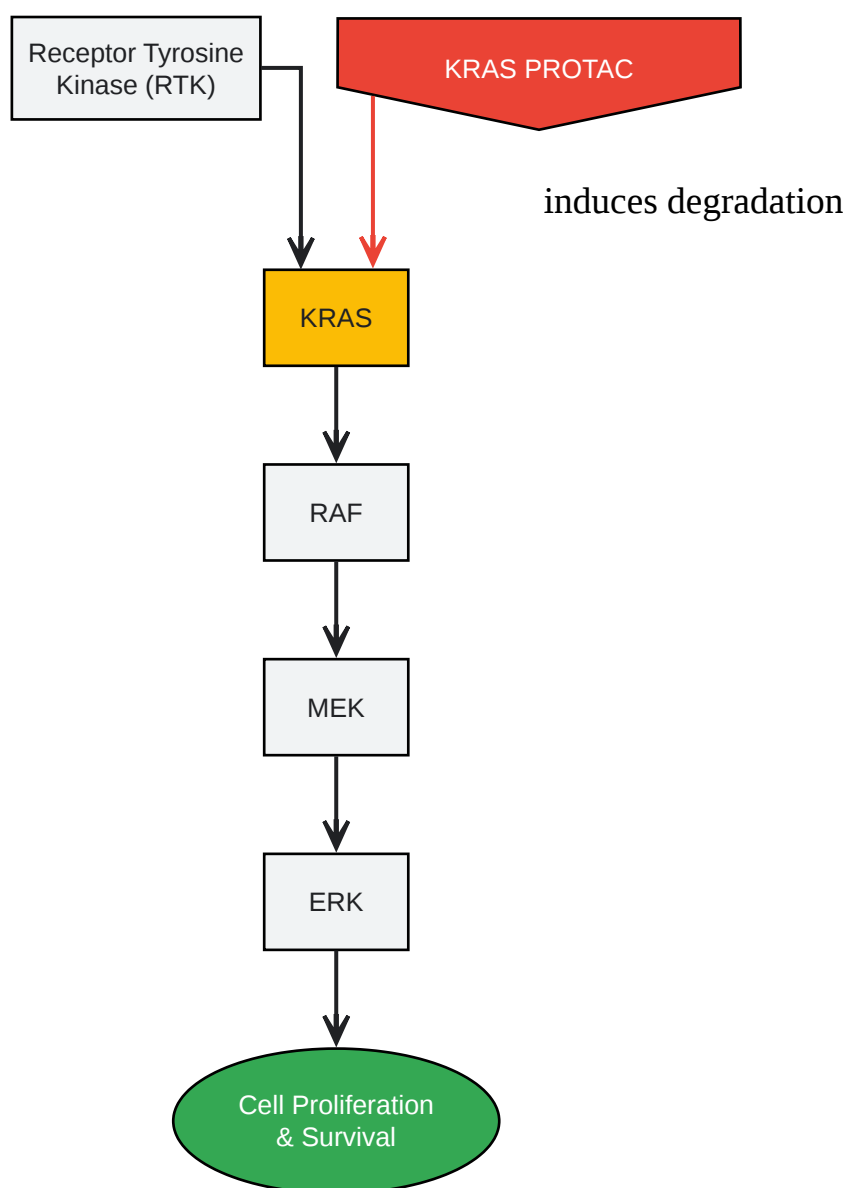 Receptor Tyrosine
Kinase (RTK)
KRAS PROTAC
induces degradation
KRAS
RAF
MEK
ERK
Cell Proliferation
& Survival